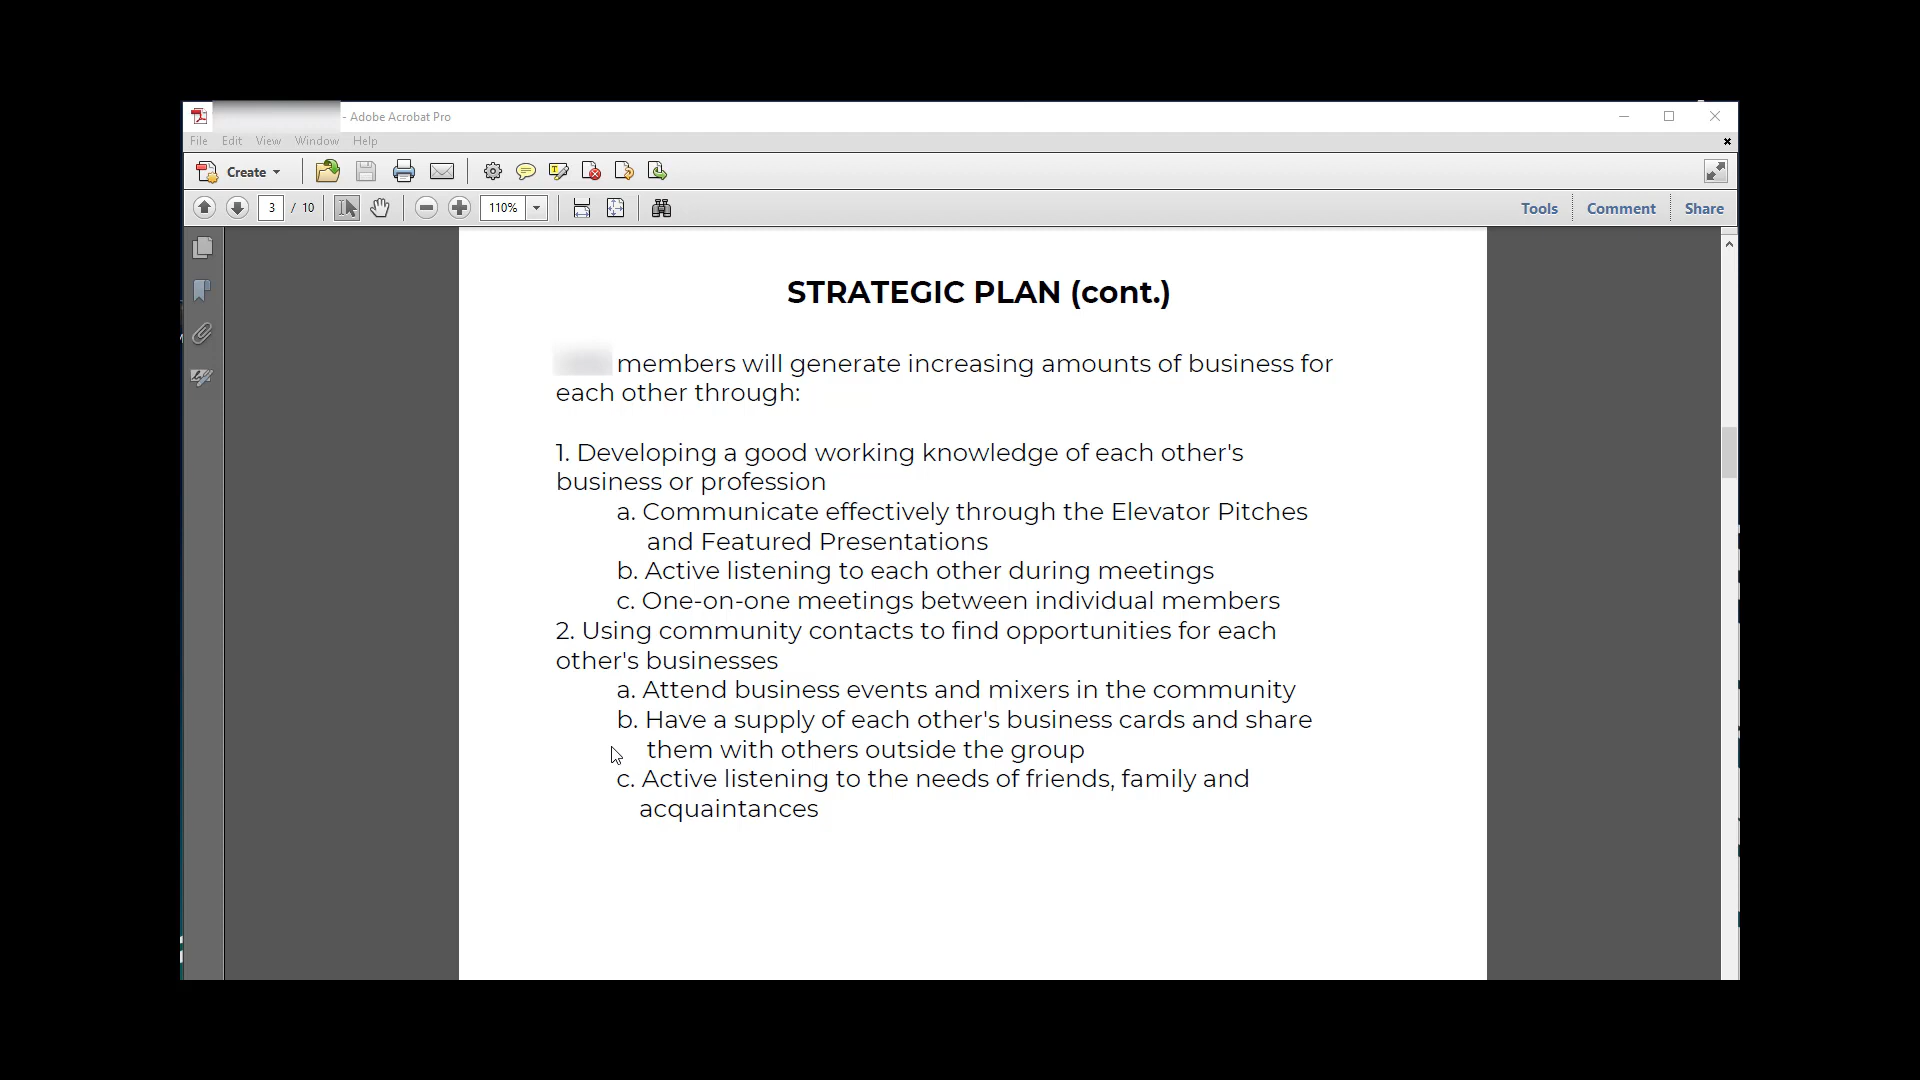 - Adobe Acrobat Pro
File Edit View Window Help
Create
3 / 10 110% Tools Comment Share
STRATEGIC PLAN (cont.)
members will generate increasing amounts of business for
each other through:
1. Developing a good working knowledge of each other's
business or profession
a. Communicate effectively through the Elevator Pitches
and Featured Presentations
b. Active listening to each other during meetings
c. One-on-one meetings between individual members
2. Using community contacts to find opportunities for each
other's businesses
a. Attend business events and mixers in the community
b. Have a supply of each other's business cards and share
them with others outside the group
c. Active listening to the needs of friends, family and
acquaintances